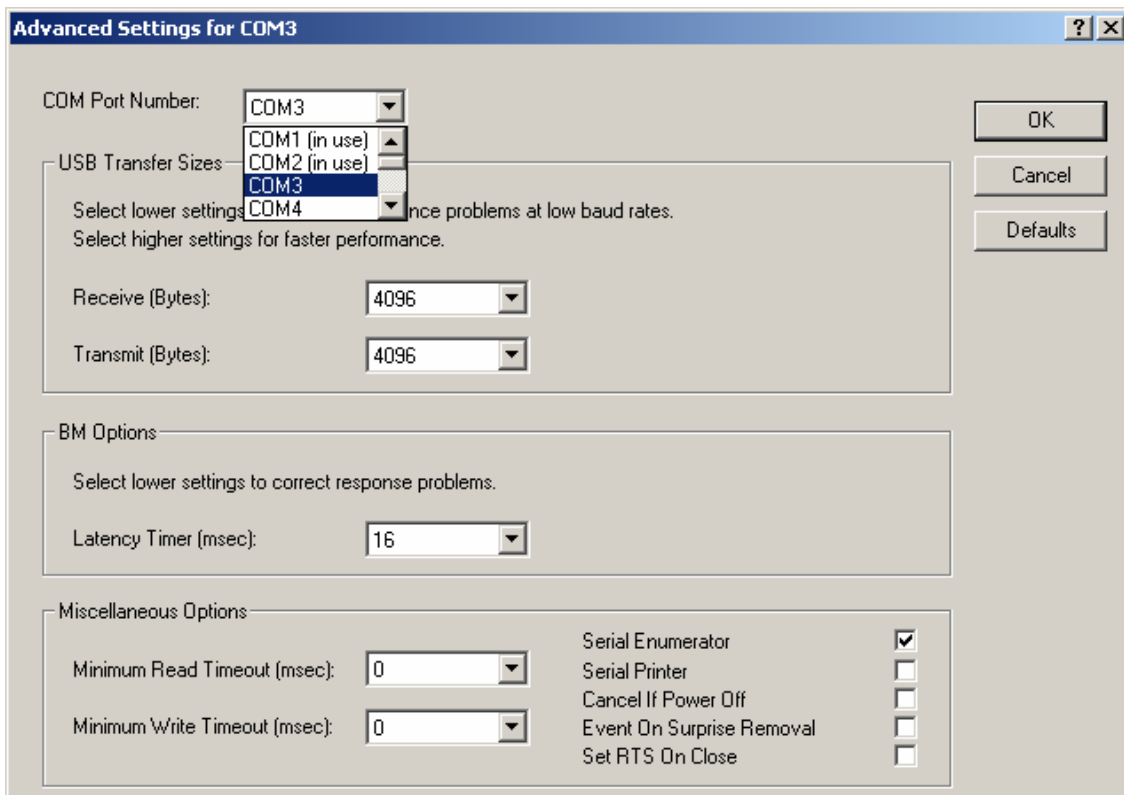 Advanced Settings for COM3
COM Port Number:
COM3
COM1 (in use)
COM2 (in use)
COM3
COM4
OK
Cancel
Defaults
USB Transfer Sizes
Select lower settings nce problems at low baud rates.
Select higher settings for faster performance.
Receive (Bytes): 4096
Transmit (Bytes): 4096
BM Options
Select lower settings to correct response problems.
Latency Timer (msec): 16
Miscellaneous Options
Minimum Read Timeout (msec): 0
Minimum Write Timeout (msec): 0
Serial Enumerator
Serial Printer
Cancel If Power Off
Event On Surprise Removal
Set RTS On Close